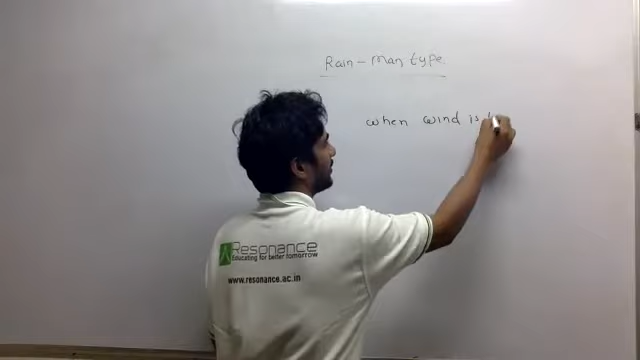 Rain - Man type
when wind is
Resonance
Educating for better tomorrow
www.resonance.ac.in